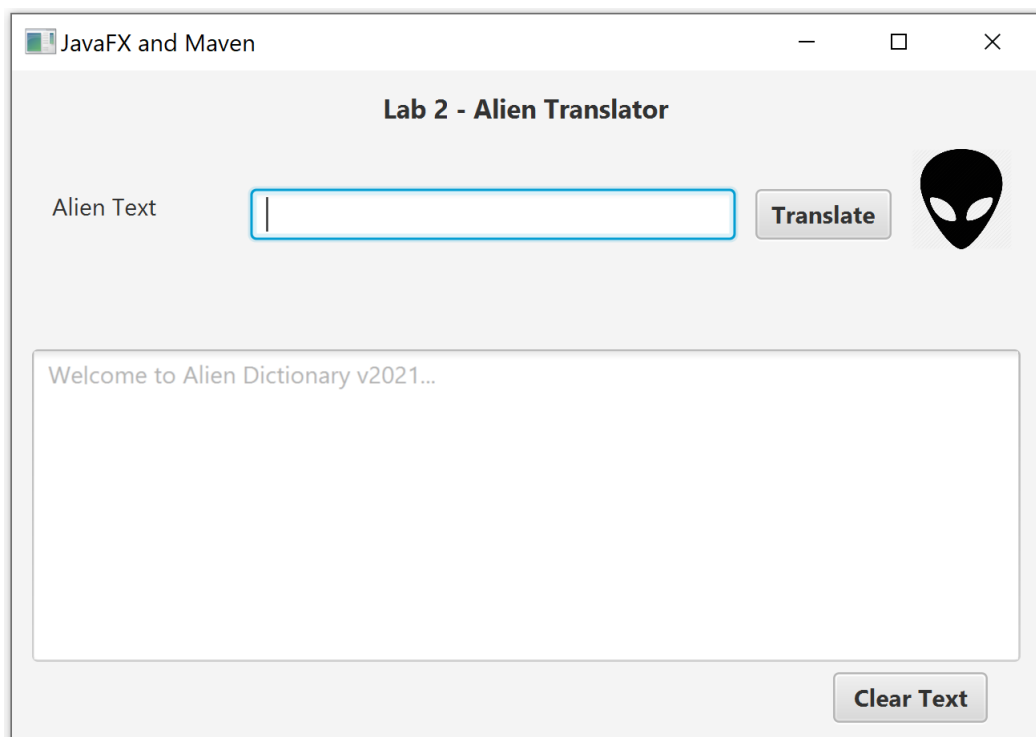 JavaFX and Maven
Lab 2 - Alien Translator
Alien Text
Translate
Welcome to Alien Dictionary v2021...
Clear Text